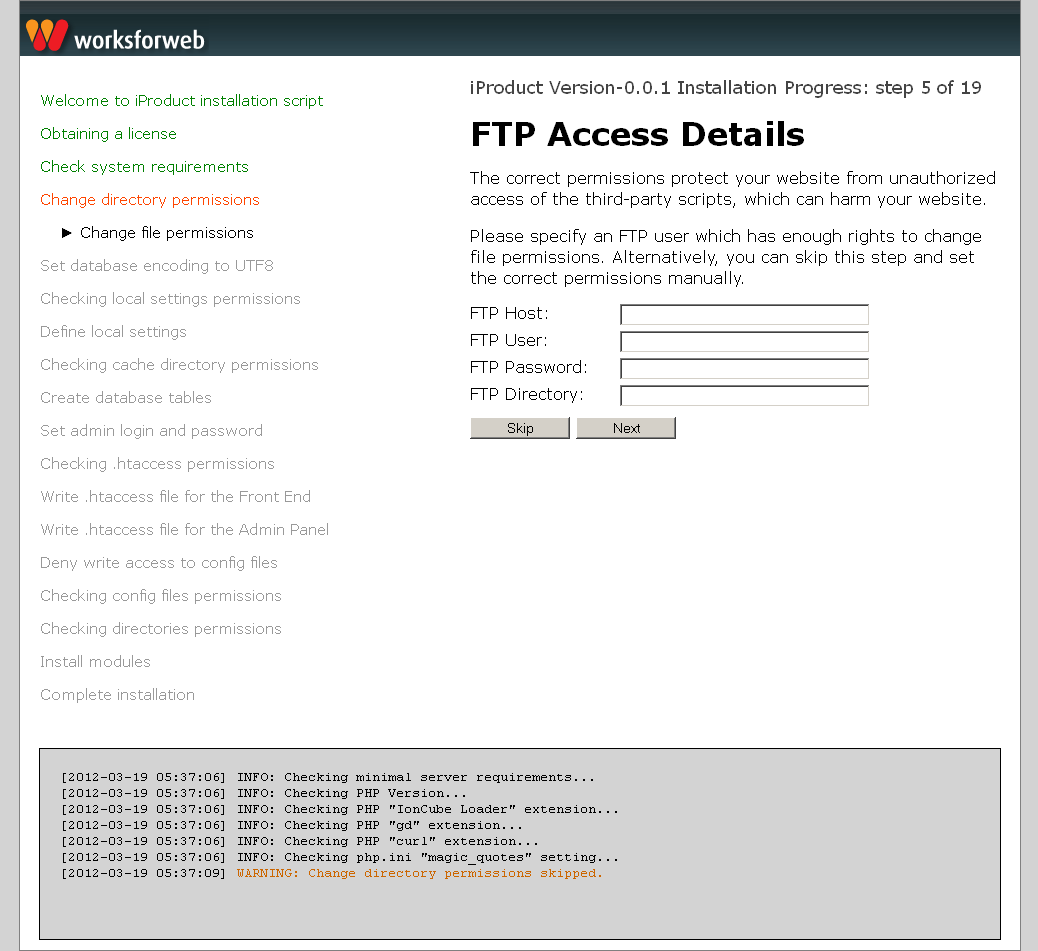 worksforweb
Welcome to iProduct installation script
Obtaining a license
Check system requirements
Change directory permissions
► Change file permissions
Set database encoding to UTF8
Checking local settings permissions
Define local settings
Checking cache directory permissions
Create database tables
Set admin login and password
Checking .htaccess permissions
Write .htaccess file for the Front End
Write .htaccess file for the Admin Panel
Deny write access to config files
Checking config files permissions
Checking directories permissions
Install modules
Complete installation
iProduct Version-0.0.1 Installation Progress: step 5 of 19
FTP Access Details
The correct permissions protect your website from unauthorized
access of the third-party scripts, which can harm your website.
Please specify an FTP user which has enough rights to change
file permissions. Alternatively, you can skip this step and set
the correct permissions manually.
FTP Host:
FTP User:
FTP Password:
FTP Directory:
Skip Next
[2012-03-19 05:37:06] INFO: Checking minimal server requirements...
[2012-03-19 05:37:06] INFO: Checking PHP Version...
[2012-03-19 05:37:06] INFO: Checking PHP "IonCube Loader" extension...
[2012-03-19 05:37:06] INFO: Checking PHP "gd" extension...
[2012-03-19 05:37:06] INFO: Checking PHP "curl" extension...
[2012-03-19 05:37:06] INFO: Checking php.ini "magic_quotes" setting...
[2012-03-19 05:37:09] WARNING: Change directory permissions skipped.